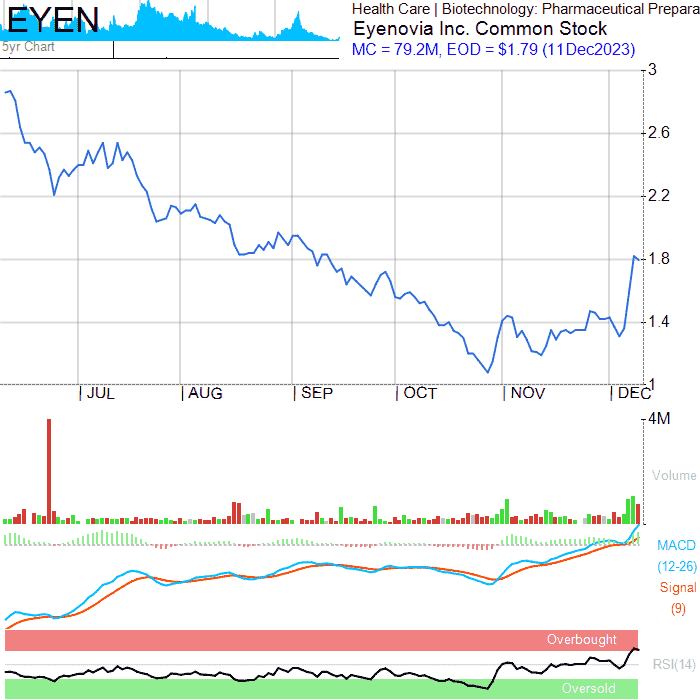 EYEN
5yr Chart
Health Care | Biotechnology: Pharmaceutical Prepara
Eyenovia Inc. Common Stock
MC = 79.2M, EOD = $1.79 (11Dec2023)
3
2.6
2.2
1.8
1.4
1
JUL AUG SEP OCT NOV DEC
4M
Volume
MACD
(12-26)
Signal
(9)
Overbought
RSI(14)
Oversold